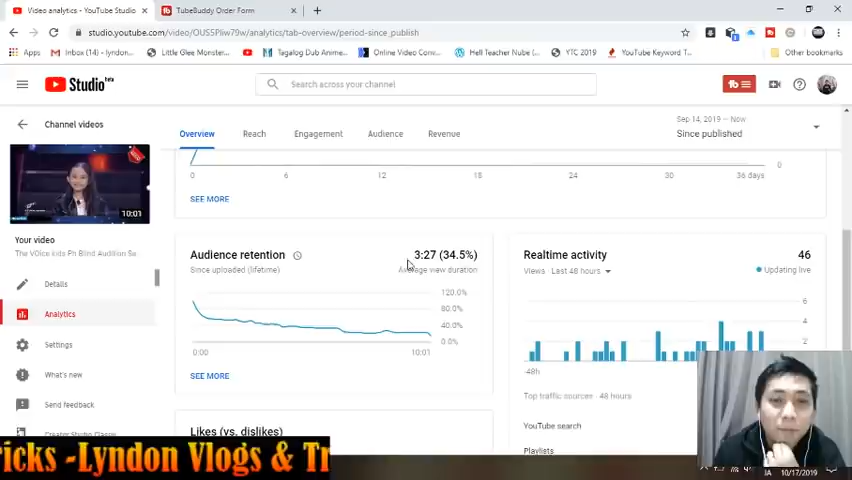 Video analytics - YouTube Studio
TubeBuddy Order Form
studio.youtube.com/video/OUS5Pliw79w/analytics/tab-overview/period-since_publish
Apps
Inbox (14) - lyndon...
Little Glee Monster...
Tagalog Dub Anime...
Online Video Conv...
Hell Teacher Nube (...
YTC 2019
YouTube Keyword T...
Other bookmarks
Studio beta
Search across your channel
Channel videos
Overview
Reach
Engagement
Audience
Revenue
Sep 14, 2019 – Now
Since published
0
0
6
12
18
24
30
36 days
SEE MORE
10:01
Your video
The VOice kids Ph Blind Audition Se...
Details
Analytics
Settings
What's new
Send feedback
Creator Studio Classic
Audience retention
3:27 (34.5%)
Since uploaded (lifetime)
Average view duration
120.0%
80.0%
40.0%
0.0%
0:00
10:01
SEE MORE
Realtime activity
46
Views · Last 48 hours
Updating live
6
4
2
-48h
Top traffic sources · 48 hours
YouTube search
Playlists
Likes (vs. dislikes)
ricks -Lyndon Vlogs & Tr
IA
10/17/2019